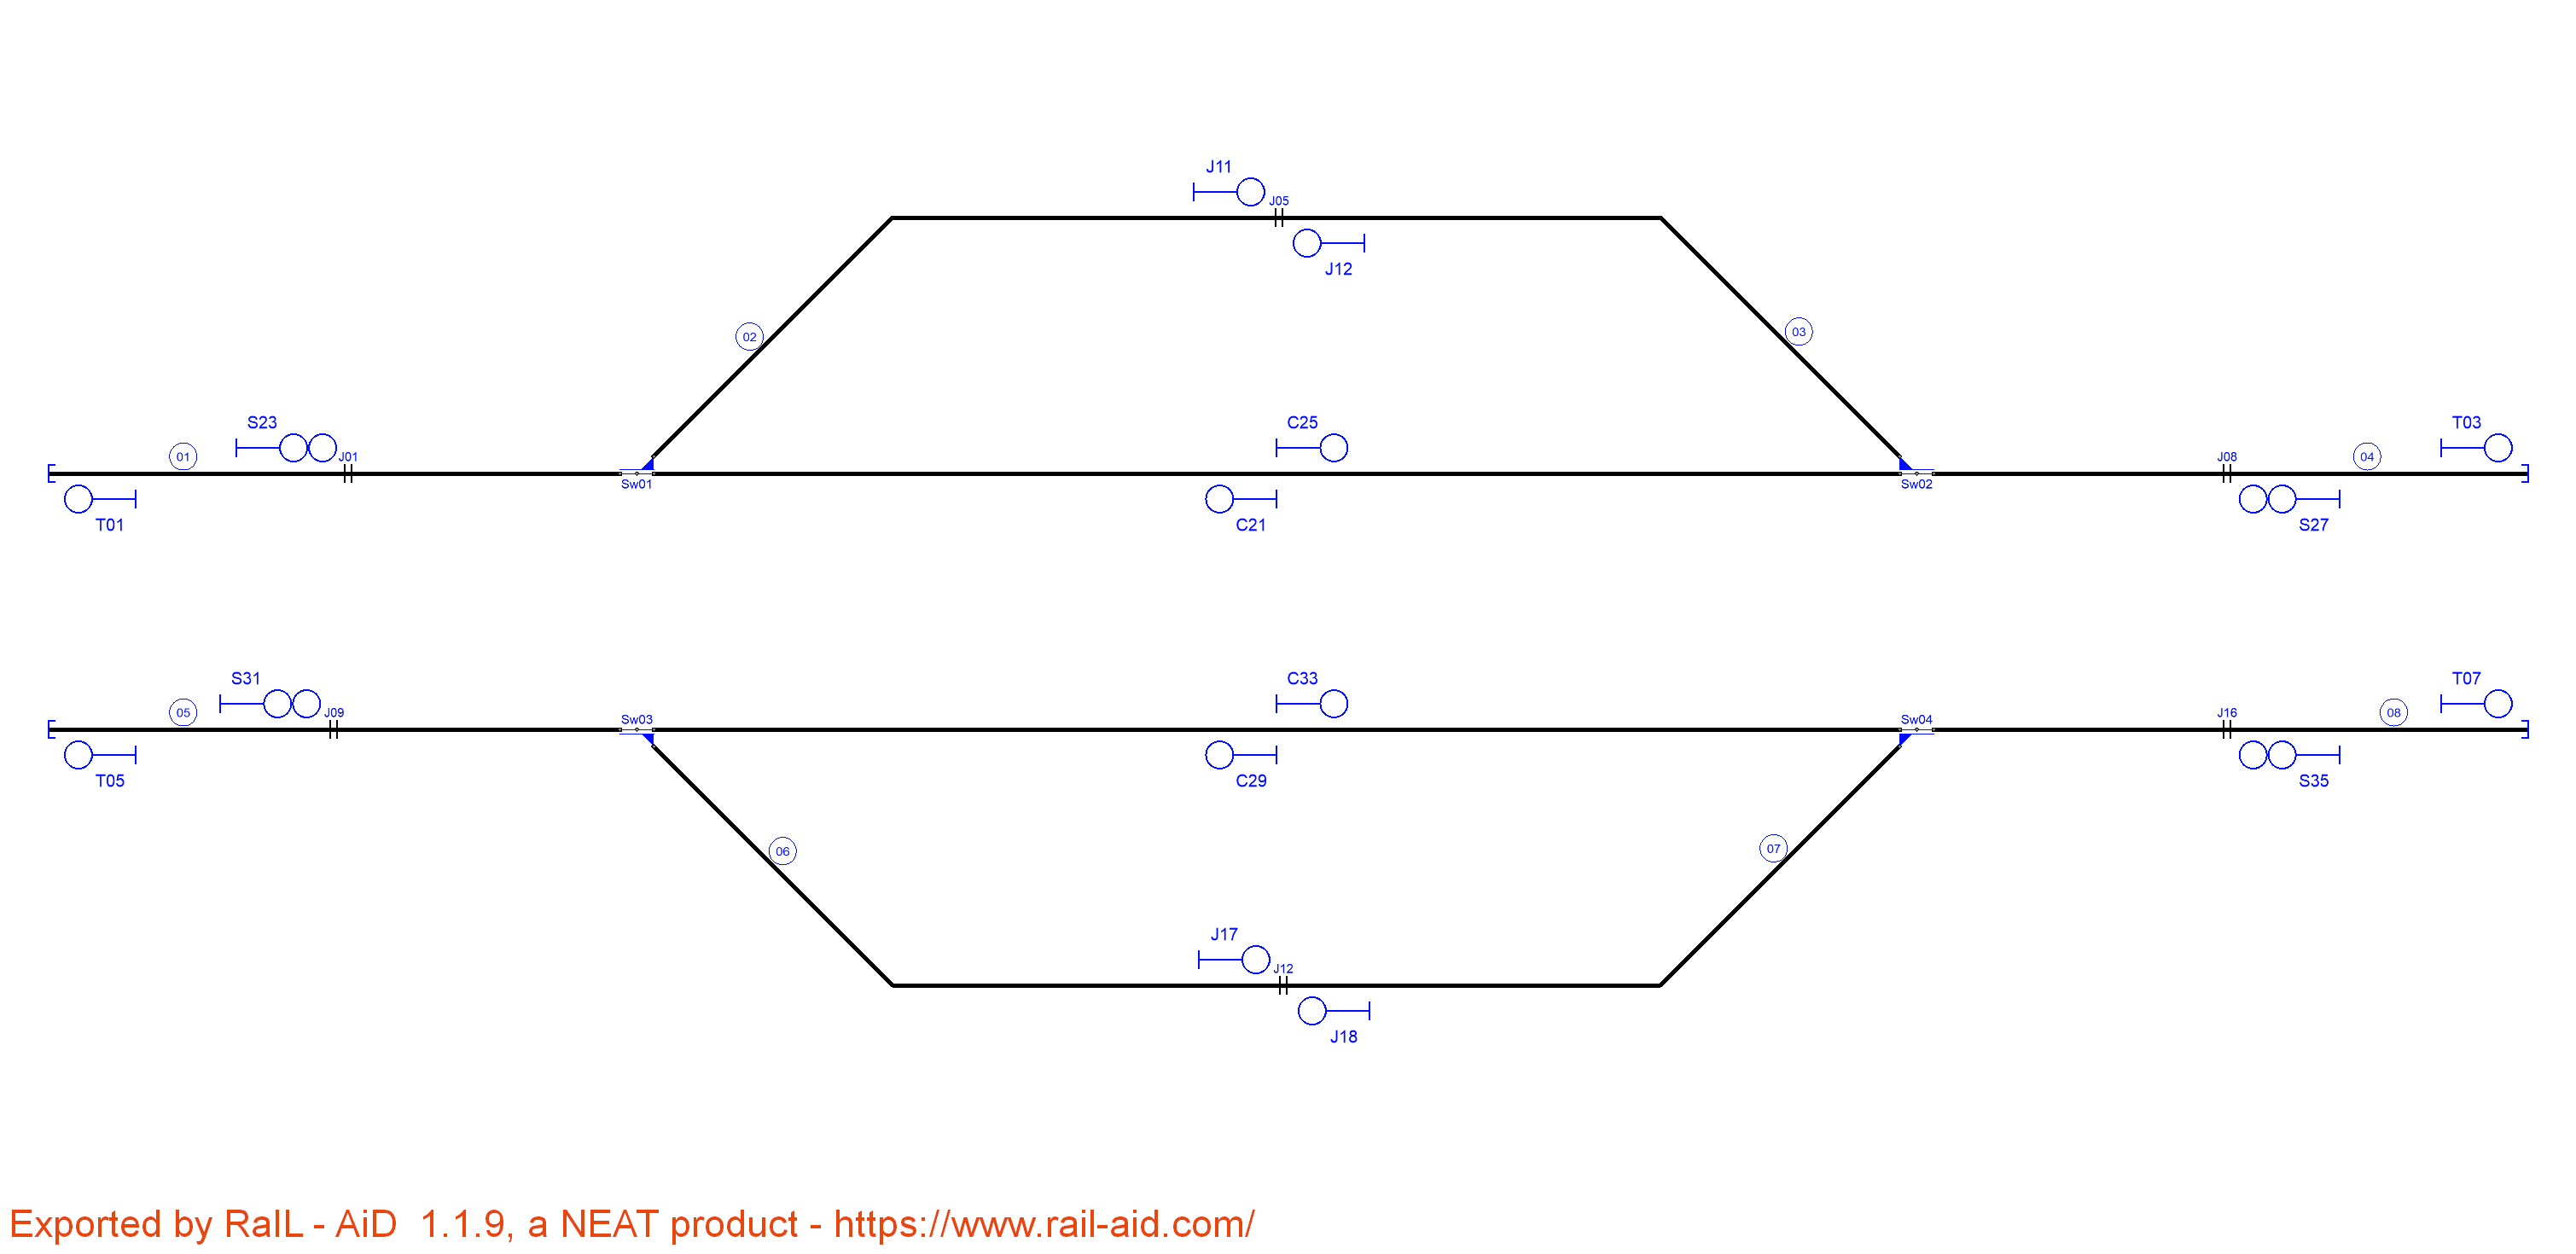 J11
J05
J12
02
03
S23
C25
T03
01
J01
J08
04
Sw01
Sw02
T01
C21
S27
S31
C33
T07
05
J09
Sw03
Sw04
J16
08
T05
C29
S35
06
07
J17
J12
J18
Exported by RaIL - AiD  1.1.9, a NEAT product - https://www.rail-aid.com/